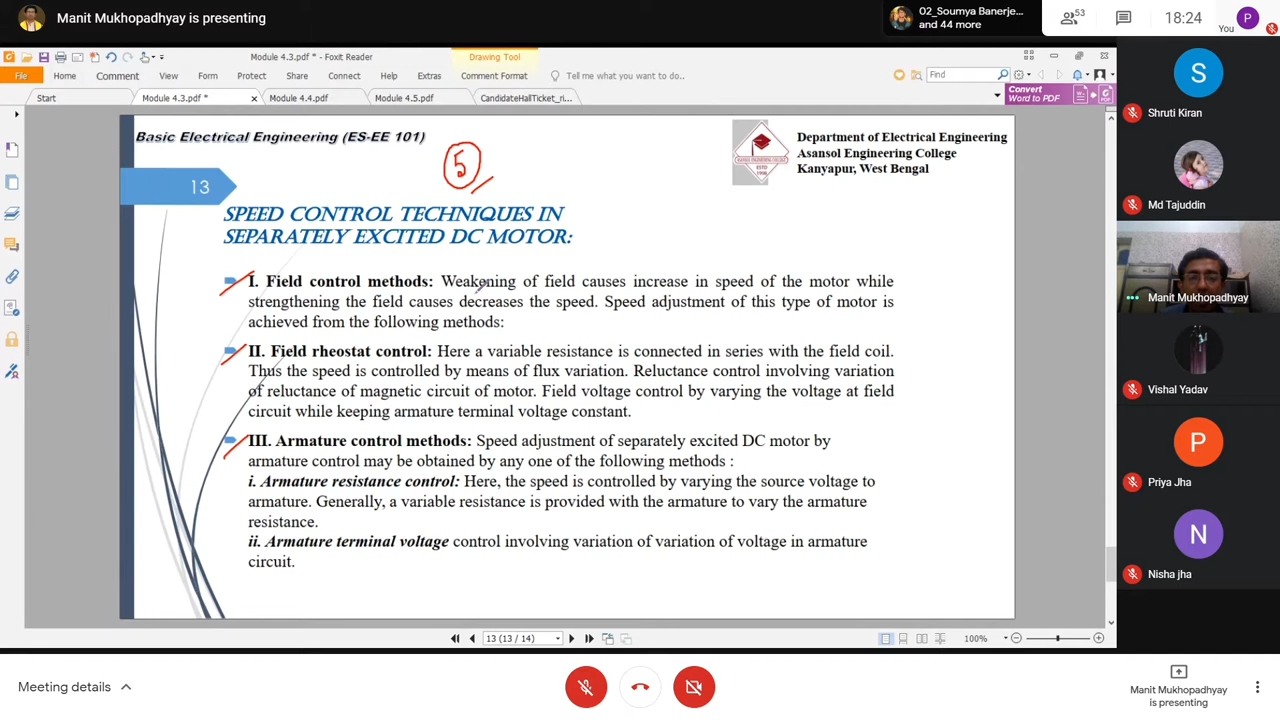 Manit Mukhopadhyay is presenting
02_Soumya Banerje...
and 44 more
53
18:24
You
P
Module 4.3.pdf * - Foxit Reader
Drawing Tool
File
Home
Comment
View
Form
Protect
Share
Connect
Help
Extras
Comment Format
Tell me what you want to do..
Find
Start
Module 4.3.pdf *
Module 4.4.pdf
Module 4.5.pdf
CandidateHallTicket_ri...
Convert
Word to PDF
Basic Electrical Engineering (ES-EE 101)
5
Department of Electrical Engineering
Asansol Engineering College
Kanyapur, West Bengal
13
SPEED CONTROL TECHNIQUES IN
SEPARATELY EXCITED DC MOTOR:
I. Field control methods: Weakening of field causes increase in speed of the motor while
strengthening the field causes decreases the speed. Speed adjustment of this type of motor is
achieved from the following methods:
II. Field rheostat control: Here a variable resistance is connected in series with the field coil.
Thus the speed is controlled by means of flux variation. Reluctance control involving variation
of reluctance of magnetic circuit of motor. Field voltage control by varying the voltage at field
circuit while keeping armature terminal voltage constant.
III. Armature control methods: Speed adjustment of separately excited DC motor by
armature control may be obtained by any one of the following methods :
i. Armature resistance control: Here, the speed is controlled by varying the source voltage to
armature. Generally, a variable resistance is provided with the armature to vary the armature
resistance.
ii. Armature terminal voltage control involving variation of variation of voltage in armature
circuit.
13 (13 / 14)
100%
S
Shruti Kiran
Md Tajuddin
Manit Mukhopadhyay
Vishal Yadav
P
Priya Jha
N
Nisha jha
Meeting details
Manit Mukhopadhyay
is presenting